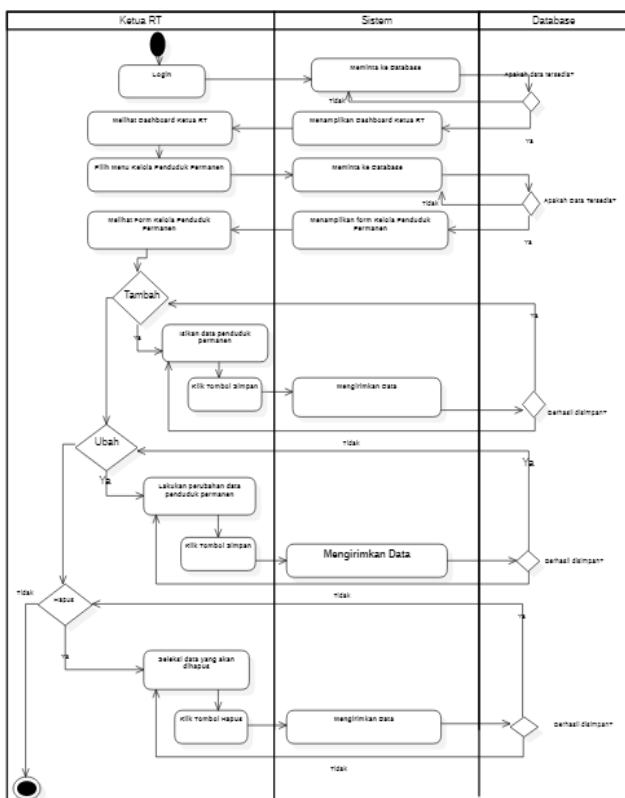 Ketua RT
Sistem
Database
Login
Meminta ke Database
Apakah data tersedia?
Tidak
Melihat Dashboard Ketua RT
Menampilkan Dashboard Ketua RT
Ya
Pilih Menu Kelola Penduduk Permanen
Meminta ke Database
Tidak
Apakah Data Tersedia?
Melihat Form Kelola Penduduk
Permanen
Menampilkan form Kelola Penduduk
Permanen
Ya
Tambah
Ya
Ya
Isikan data penduduk
permanen
Klik Tombol Simpan
Mengirimkan Data
Berhasil disimpan?
Ubah
Tidak
Ya
Ya
Lakukan perubahan data
penduduk permanen
Klik Tombol Simpan
Mengirimkan Data
Berhasil disimpan?
Tidak
Hapus
Tidak
Ya
Ya
Seleksi data yang akan
dihapus
Klik Tombol Hapus
Mengirimkan Data
Berhasil disimpan?
Tidak